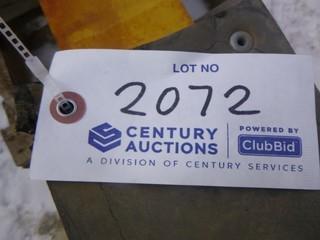 LOT NO
2072
CENTURY AUCTIONS POWERED BY ClubBid
A DIVISION OF CENTURY SERVICES